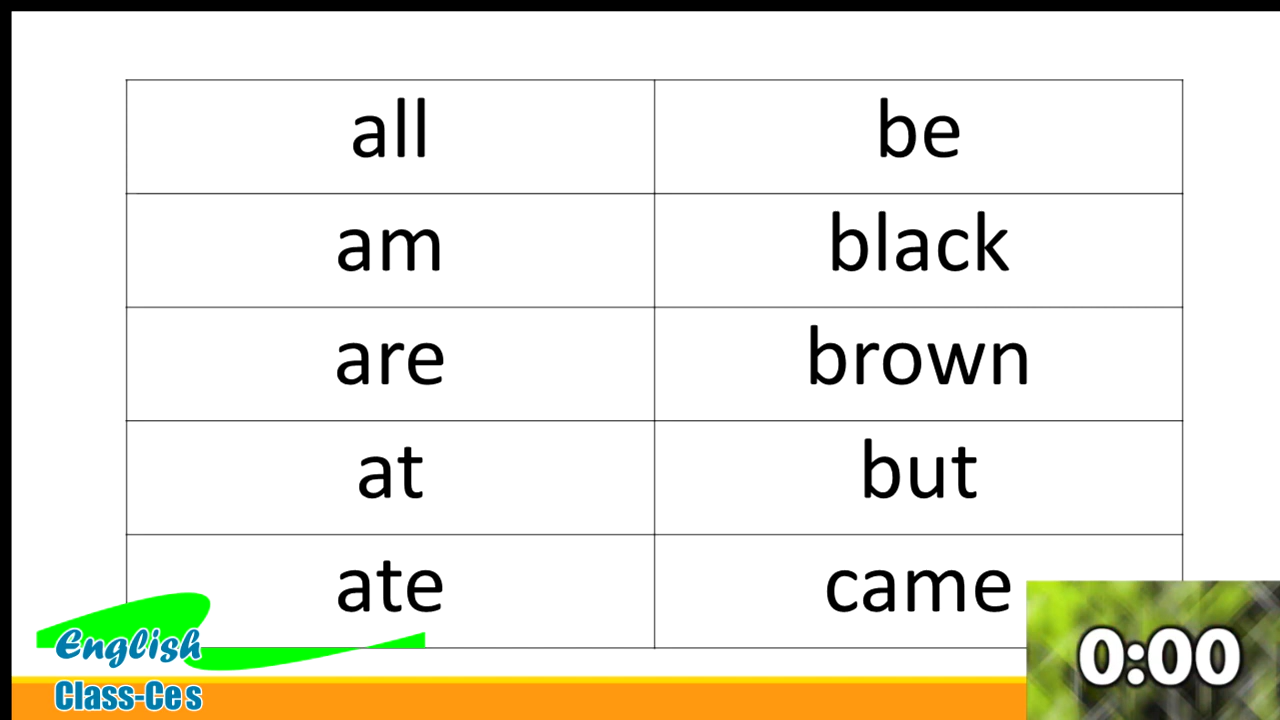 all be
am black
are brown
at but
ate came
English
Class-Ces
0:00